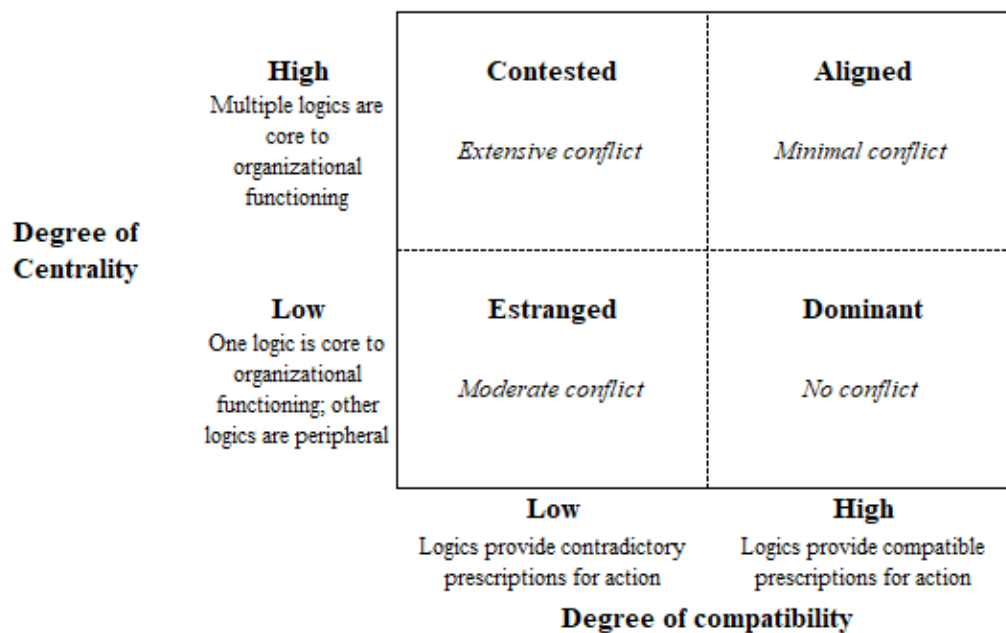 High
Multiple logics are
core to
organizational
functioning
Contested
Aligned
Extensive conflict
Minimal conflict
Degree of
Centrality
Low
One logic is core to
organizational
functioning; other
logics are peripheral
Estranged
Dominant
Moderate conflict
No conflict
Low
High
Logics provide contradictory
prescriptions for action
Logics provide compatible
prescriptions for action
Degree of compatibility